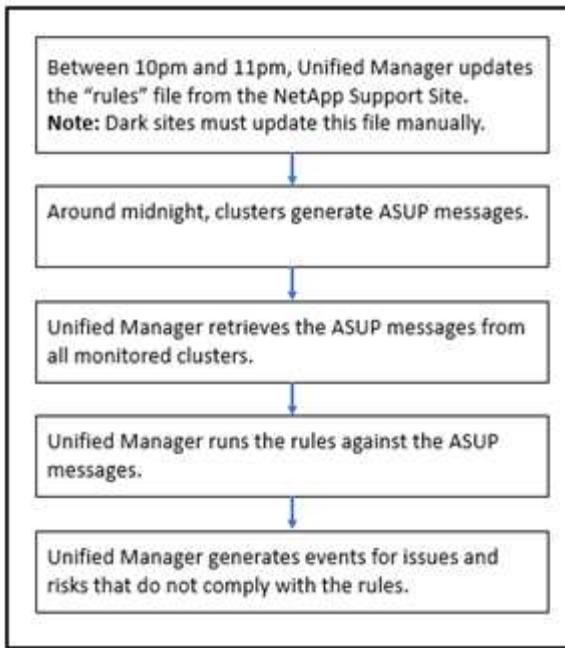 Between 10pm and 11pm, Unified Manager updates
the “rules” file from the NetApp Support Site.
Note: Dark sites must update this file manually.
Around midnight, clusters generate ASUP messages.
Unified Manager retrieves the ASUP messages from
all monitored clusters.
Unified Manager runs the rules against the ASUP
messages.
Unified Manager generates events for issues and
risks that do not comply with the rules.